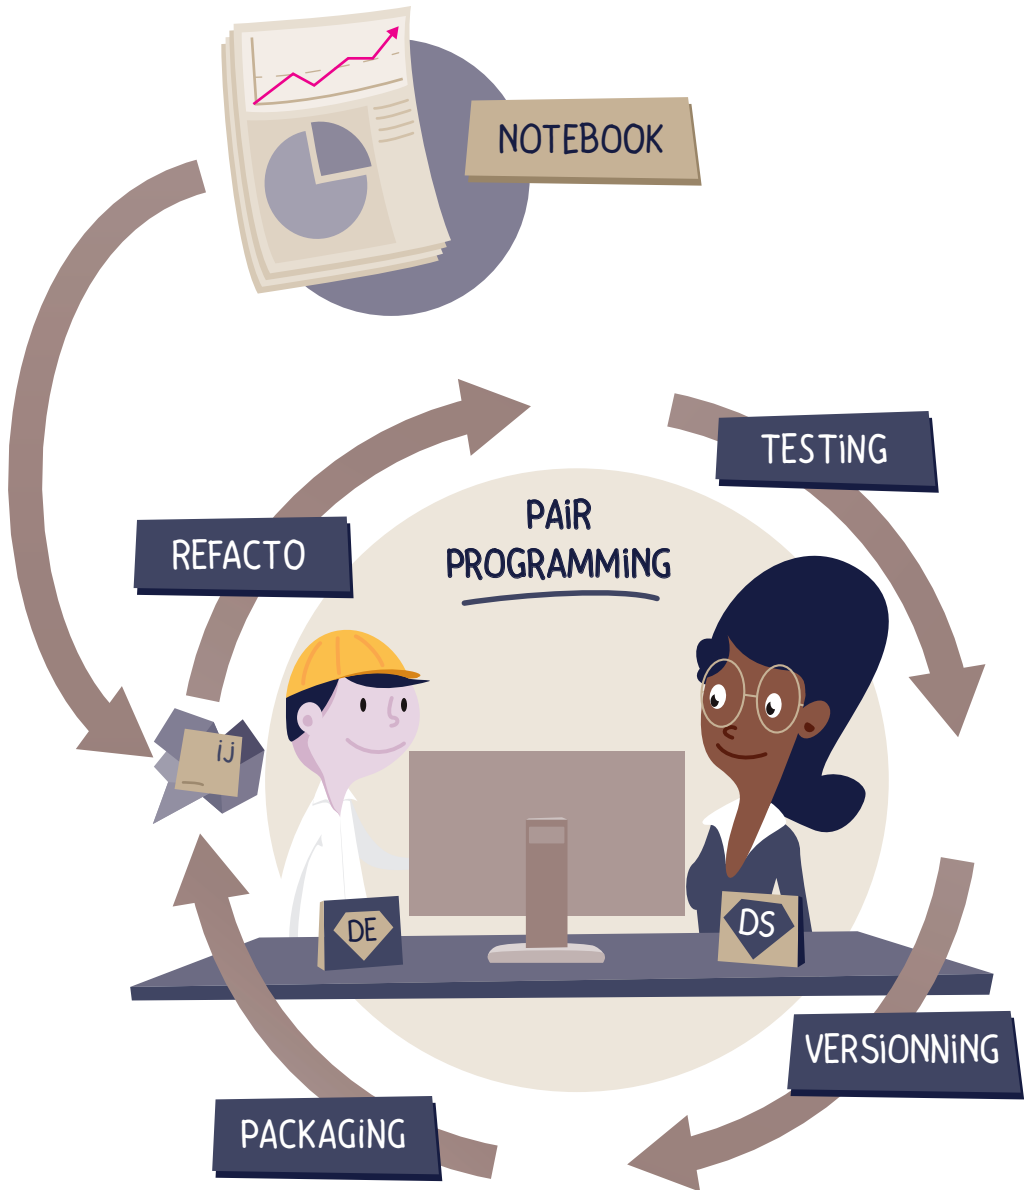 NOTEBOOK
TESTiNG
PAiR
PROGRAMMiNG
REFACTO
ij
DE
DS
VERSiONNiNG
PACKAGiNG